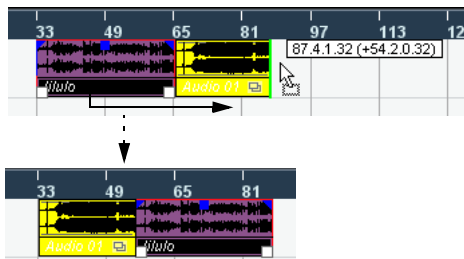 33 49 65 81 97 113 12
87.4.1.32 (+54.2.0.32)
lilulo Audio 01
33 49 65 81
Audio 01 lilulo